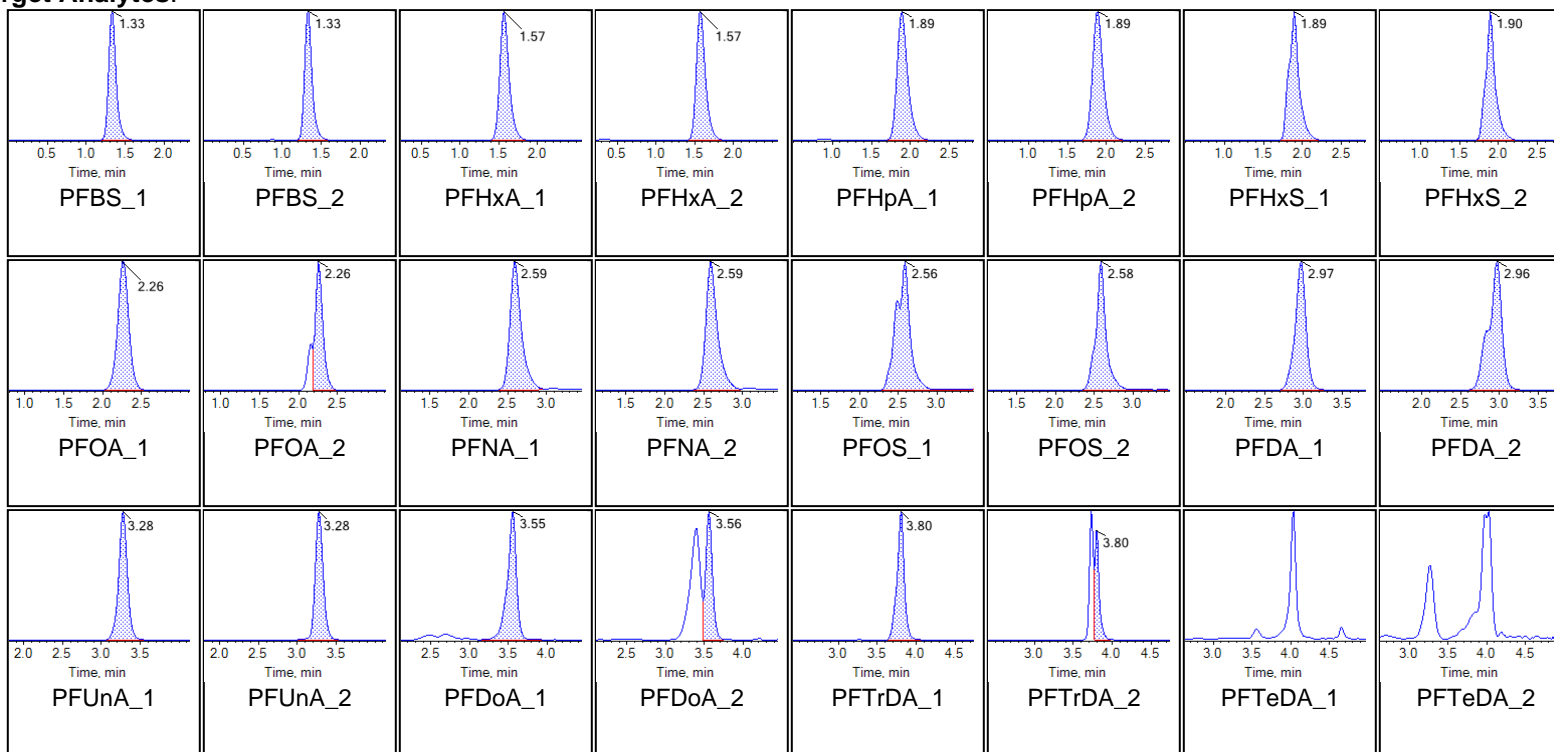 rget Analytes:
1.33 1.33 1.57 1.57 1.89 1.89 1.89 1.90
0.5 1.0 1.5 2.0 0.5 1.0 1.5 2.0 0.5 1.0 1.5 2.0 0.5 1.0 1.5 2.0 1.0 1.5 2.0 2.5 1.0 1.5 2.0 2.5 1.0 1.5 2.0 2.5 1.0 1.5 2.0 2.5
Time, min Time, min Time, min Time, min Time, min Time, min Time, min Time, min
PFBS_1 PFBS_2 PFHxA_1 PFHxA_2 PFHpA_1 PFHpA_2 PFHxS_1 PFHxS_2
2.26 2.26 2.59 2.59 2.56 2.58 2.97 2.96
1.0 1.5 2.0 2.5 1.0 1.5 2.0 2.5 1.5 2.0 2.5 3.0 1.5 2.0 2.5 3.0 1.5 2.0 2.5 3.0 1.5 2.0 2.5 3.0 2.0 2.5 3.0 3.5 2.0 2.5 3.0 3.5
Time, min Time, min Time, min Time, min Time, min Time, min Time, min Time, min
PFOA_1 PFOA_2 PFNA_1 PFNA_2 PFOS_1 PFOS_2 PFDA_1 PFDA_2
3.28 3.28 3.55 3.56 3.80 3.80
2.0 2.5 3.0 3.5 2.0 2.5 3.0 3.5 2.5 3.0 3.5 4.0 2.5 3.0 3.5 4.0 3.0 3.5 4.0 4.5 3.0 3.5 4.0 4.5 3.0 3.5 4.0 4.5 3.0 3.5 4.0 4.5
Time, min Time, min Time, min Time, min Time, min Time, min Time, min Time, min
PFUnA_1 PFUnA_2 PFDoA_1 PFDoA_2 PFTrDA_1 PFTrDA_2 PFTeDA_1 PFTeDA_2